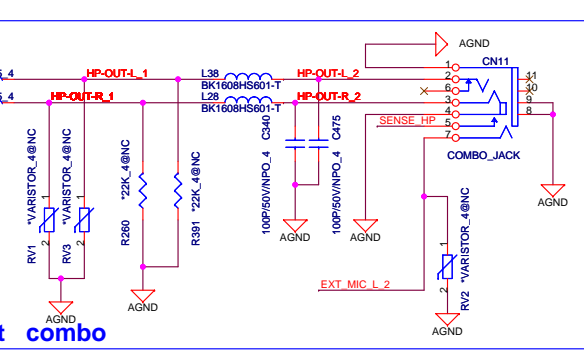 AGND
CN11
5_4 HP-OUT-L_1 L38 HP-OUT-L_2
BK1608HS601-T
5_4 HP-OUT-R_1 L28 HP-OUT-R_2
BK1608HS601-T
1
2
6
3
4
5
7
11
10
9
8
SENSE_HP
COMBO_JACK
C340
C475
100P/50V/NPO_4
100P/50V/NPO_4
*VARISTOR_4@NC
*VARISTOR_4@NC
*22K_4@NC
*22K_4@NC
RV1
RV3
R260
R391
1
2
1
2
AGND
AGND
AGND
AGND
AGND
EXT_MIC_L_2
*VARISTOR_4@NC
RV2
1
2
AGND
t combo